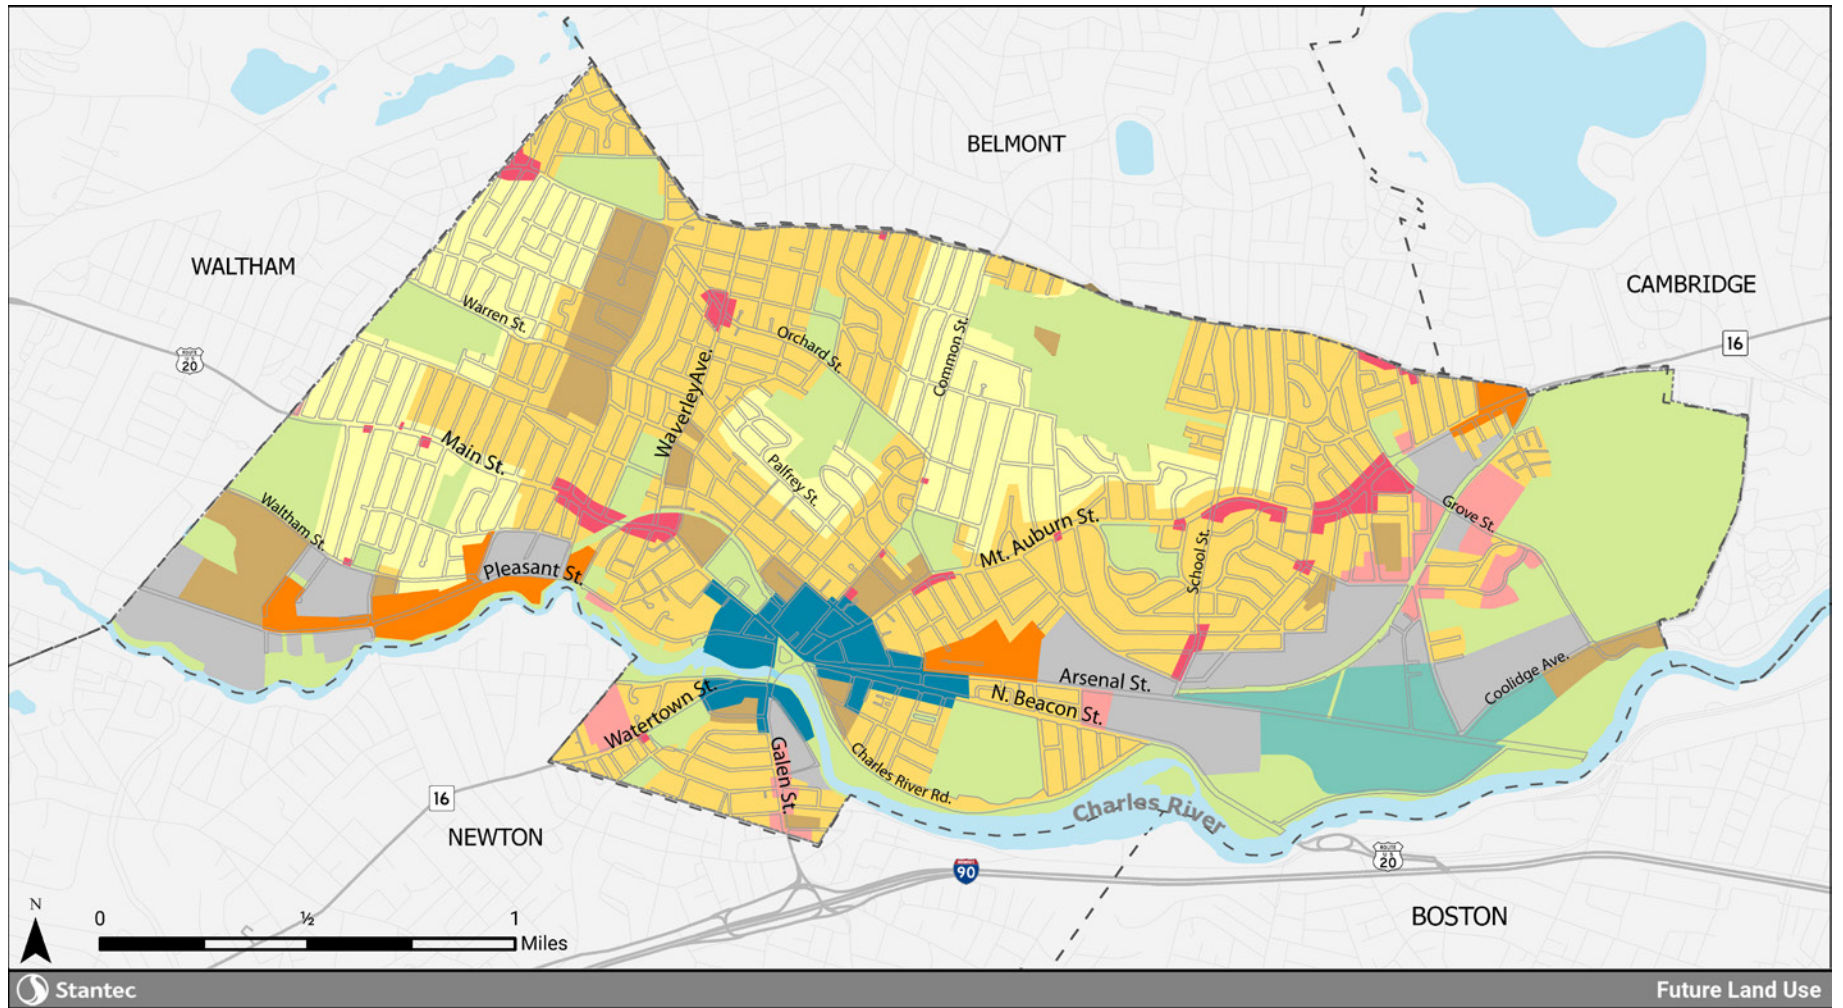 BELMONT
WALTHAM
CAMBRIDGE
Warren St.
Orchard St.
Common St.
16
ROUTE
U S
20
Waverley Ave.
Main St.
Palfrey St.
Grove St.
Waltham St.
Mt. Auburn St.
School St.
Pleasant St.
Arsenal St.
Coolidge Ave.
N. Beacon St.
Watertown St.
Galen St.
Charles River Rd.
16
Charles River
NEWTON
ROUTE
U S
20
90
BOSTON
N
0 ½ 1
Miles
Stantec
Future Land Use